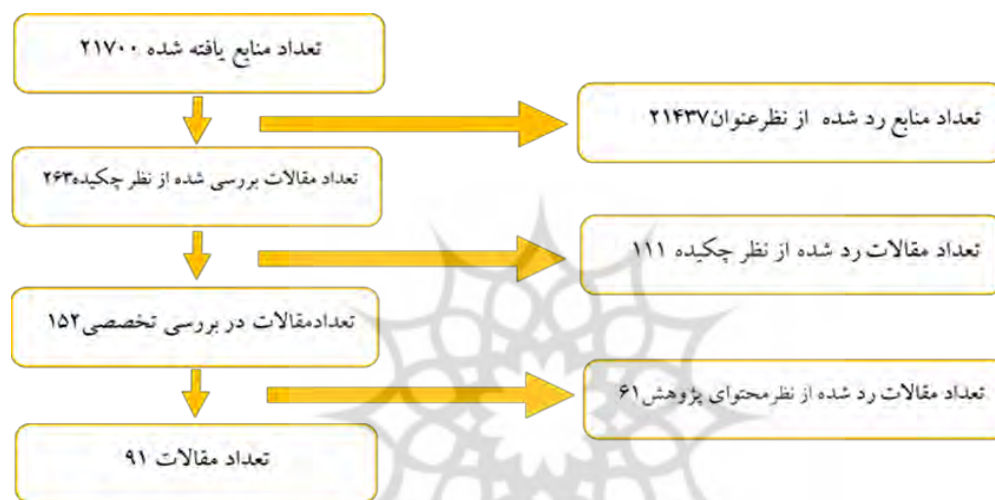 تعداد منابع یافته شده ۲۱۷۰۰
تعداد منابع رد شده از نظرعنوان۲۱۴۳۷
تعداد مقالات بررسی شده از نظر چکیده۲۶۳
تعداد مقالات رد شده از نظر چکیده ۱۱۱
تعدادمقالات در بررسی تخصصی۱۵۲
تعداد مقالات رد شده از نظرمحتوای پژوهش۶۱
تعداد مقالات ۹۱